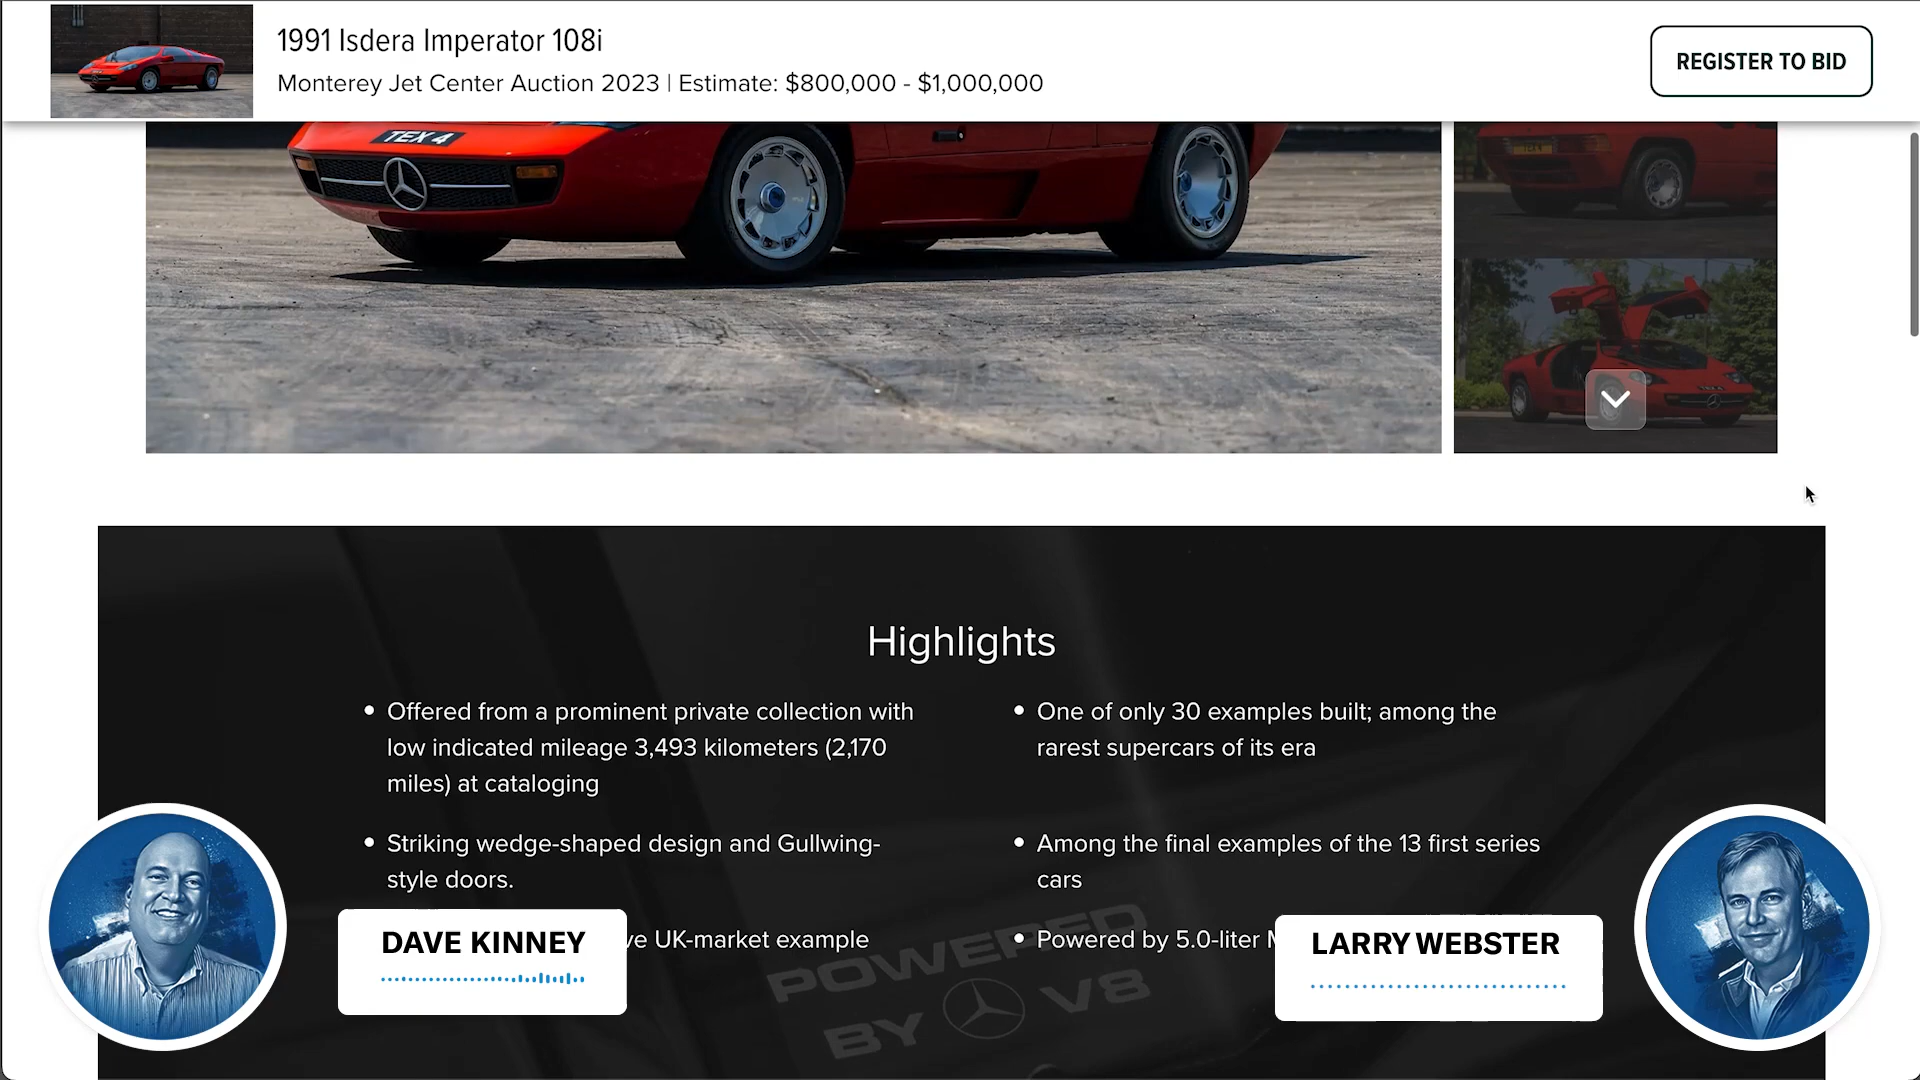 1991 Isdera Imperator 108i
Monterey Jet Center Auction 2023 | Estimate: $800,000 - $1,000,000
REGISTER TO BID
TEX 4
TEX 4
Highlights
• Offered from a prominent private collection with
low indicated mileage 3,493 kilometers (2,170
miles) at cataloging
• One of only 30 examples built; among the
rarest supercars of its era
• Striking wedge-shaped design and Gullwing-
style doors.
• Among the final examples of the 13 first series
cars
UK-market example
• Powered by 5.0-liter
POWERED
BY V8
DAVE KINNEY
LARRY WEBSTER